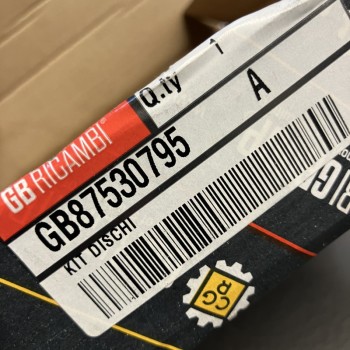 GB RICAMBI
Q.ty 1
A
GB87530795
KIT DISCHI